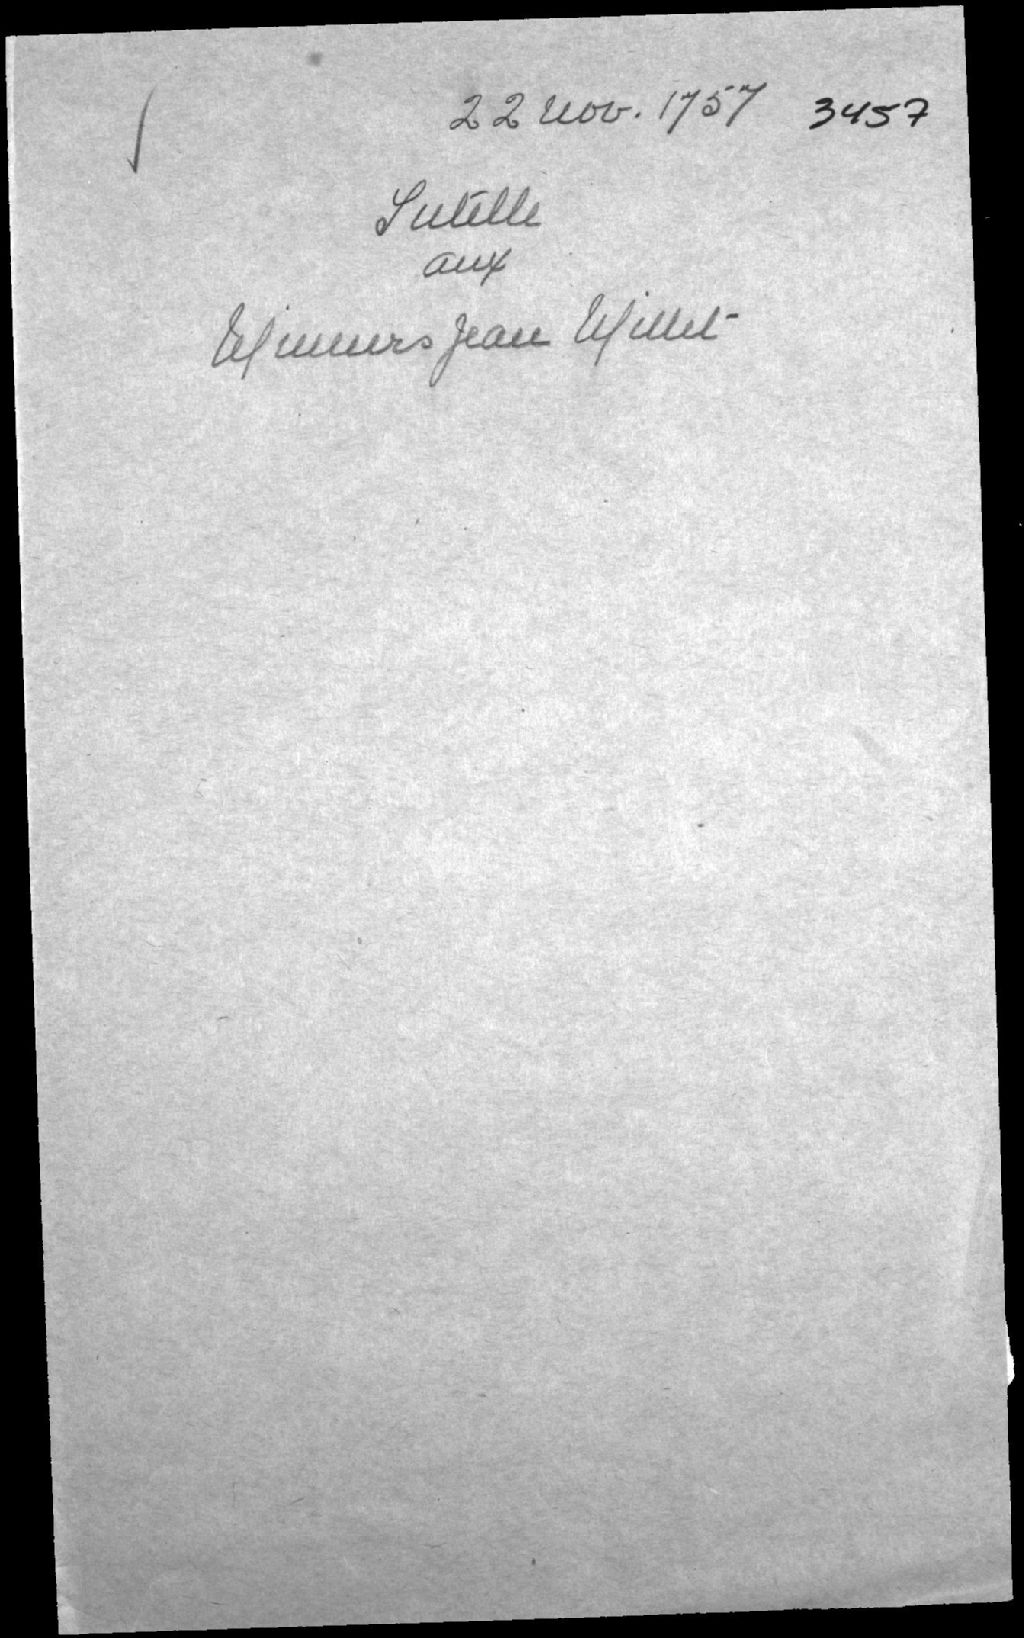 22 nov. 1757 3457
Tutelle
aux
Mineurs Jean Millet